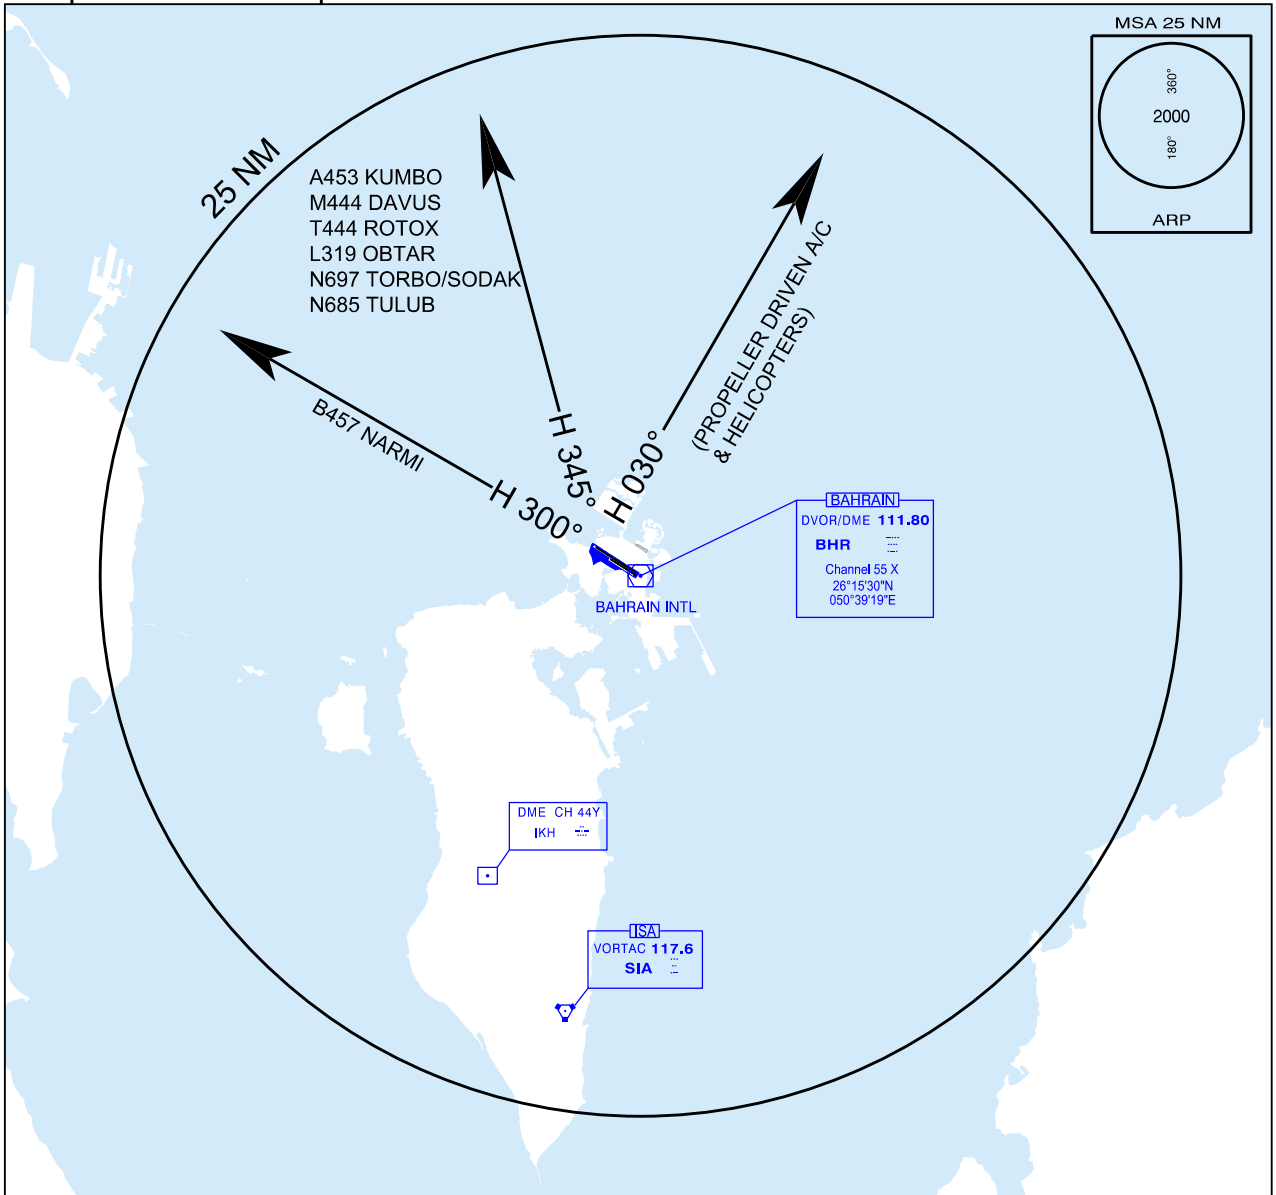 MSA 25 NM
360°
2000
180°
ARP
25 NM
A453 KUMBO
M444 DAVUS
T444 ROTOX
L319 OBTAR
N697 TORBO/SODAK
N685 TULUB
B457 NARMI
H 300°
H 345°
H 030°
(PROPELLER DRIVEN A/C
& HELICOPTERS)
BAHRAIN
DVOR/DME 111.80
BHR
Channel 55 X
26°15'30"N
050°39'19"E
BAHRAIN INTL
DME CH 44Y
IKH
ISA
VORTAC 117.6
SIA